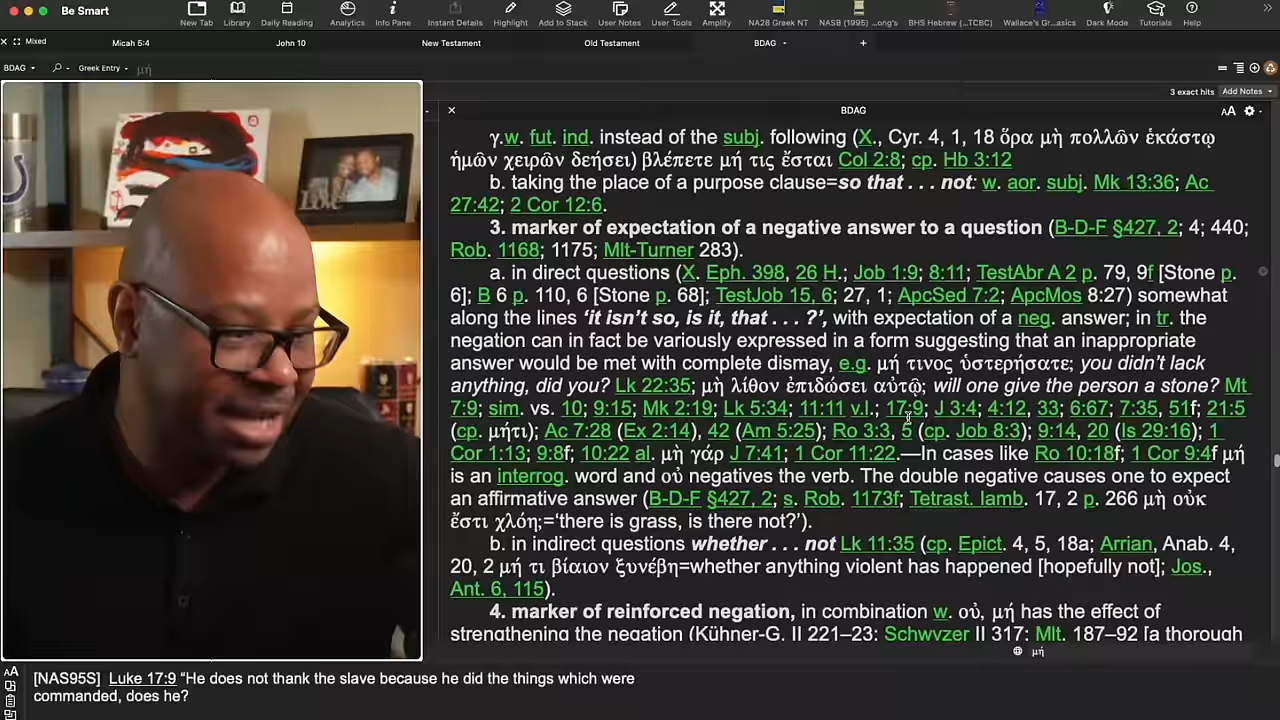 Be Smart
New Tab
Library
Daily Reading
Analytics
Info Pane
Instant Details
Highlight
Add to Stack
User Notes
User Tools
Amplify
NA28 Greek NT
NASB (1995) ...ong's
BHS Hebrew (...TCBC)
Wallace's Gr...asics
Dark Mode
Tutorials
Help
Mixed
Micah 5:4
John 10
New Testament
Old Testament
BDAG
BDAG
Greek Entry
μή
3 exact hits
Add Notes
BDAG
AA
LOVE
γ.w. fut. ind. instead of the subj. following (X., Cyr. 4, 1, 18 ὅρα μὴ πολλῶν ἑκάστῳ
ἡμῶν χειρῶν δεήσει) βλέπετε μή τις ἔσται Col 2:8; cp. Hb 3:12
b. taking the place of a purpose clause=so that . . . not: w. aor. subj. Mk 13:36; Ac
27:42; 2 Cor 12:6.
3. marker of expectation of a negative answer to a question (B-D-F §427, 2; 4; 440;
Rob. 1168; 1175; Mlt-Turner 283).
a. in direct questions (X. Eph. 398, 26 H.; Job 1:9; 8:11; TestAbr A 2 p. 79, 9f [Stone p.
6]; B 6 p. 110, 6 [Stone p. 68]; TestJob 15, 6; 27, 1; ApcSed 7:2; ApcMos 8:27) somewhat
along the lines ‘it isn’t so, is it, that . . . ?’, with expectation of a neg. answer; in tr. the
negation can in fact be variously expressed in a form suggesting that an inappropriate
answer would be met with complete dismay, e.g. μή τινος ὑστερήσατε; you didn’t lack
anything, did you? Lk 22:35; μὴ λίθον ἐπιδώσει αὐτῷ; will one give the person a stone? Mt
7:9; sim. vs. 10; 9:15; Mk 2:19; Lk 5:34; 11:11 v.l.; 17:9; J 3:4; 4:12, 33; 6:67; 7:35, 51f; 21:5
(cp. μήτι); Ac 7:28 (Ex 2:14), 42 (Am 5:25); Ro 3:3, 5 (cp. Job 8:3); 9:14, 20 (Is 29:16); 1
Cor 1:13; 9:8f; 10:22 al. μὴ γάρ J 7:41; 1 Cor 11:22.—In cases like Ro 10:18f; 1 Cor 9:4f μή
is an interrog. word and οὐ negatives the verb. The double negative causes one to expect
an affirmative answer (B-D-F §427, 2; s. Rob. 1173f; Tetrast. Iamb. 17, 2 p. 266 μὴ οὐκ
ἔστι χλόη;=‘there is grass, is there not?’).
b. in indirect questions whether . . . not Lk 11:35 (cp. Epict. 4, 5, 18a; Arrian, Anab. 4,
20, 2 μή τι βίαιον ξυνέβη=whether anything violent has happened [hopefully not]; Jos.,
Ant. 6, 115).
4. marker of reinforced negation, in combination w. οὐ, μή has the effect of
strengthening the negation (Kühner-G. II 221–23; Schwyzer II 317; Mlt. 187–92 [a thorough
μή
AA
[NAS95S] Luke 17:9 “He does not thank the slave because he did the things which were
commanded, does he?